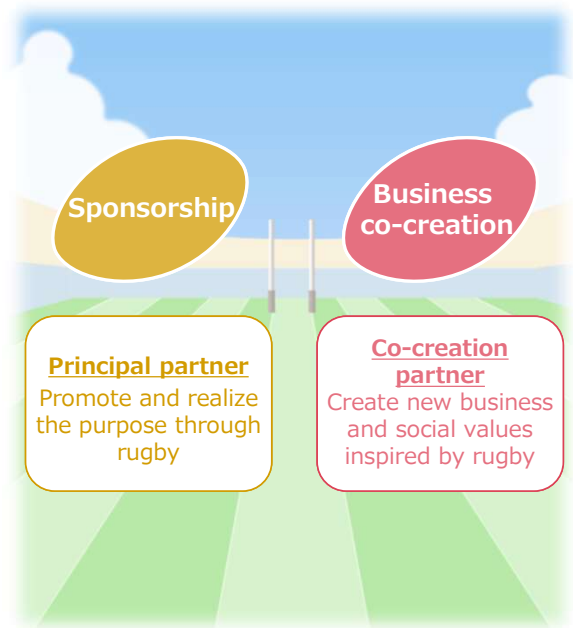 Sponsorship
Business
co-creation
Principal partner
Promote and realize
the purpose through
rugby
Co-creation
partner
Create new business
and social values
inspired by rugby